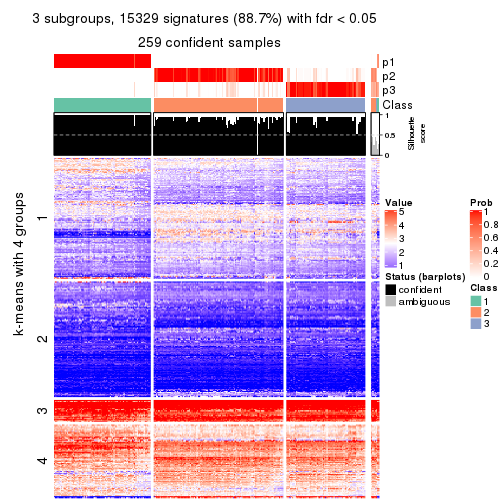 3 subgroups, 15329 signatures (88.7%) with fdr < 0.05
259 confident samples
p1
p2
p3
Class
1
0.5
0
Silhouette
score
k-means with 4 groups
1
2
3
4
Value
5
4
3
2
1
Status (barplots)
confident
ambiguous
Prob
1
0.8
0.6
0.4
0.2
0
Class
1
2
3